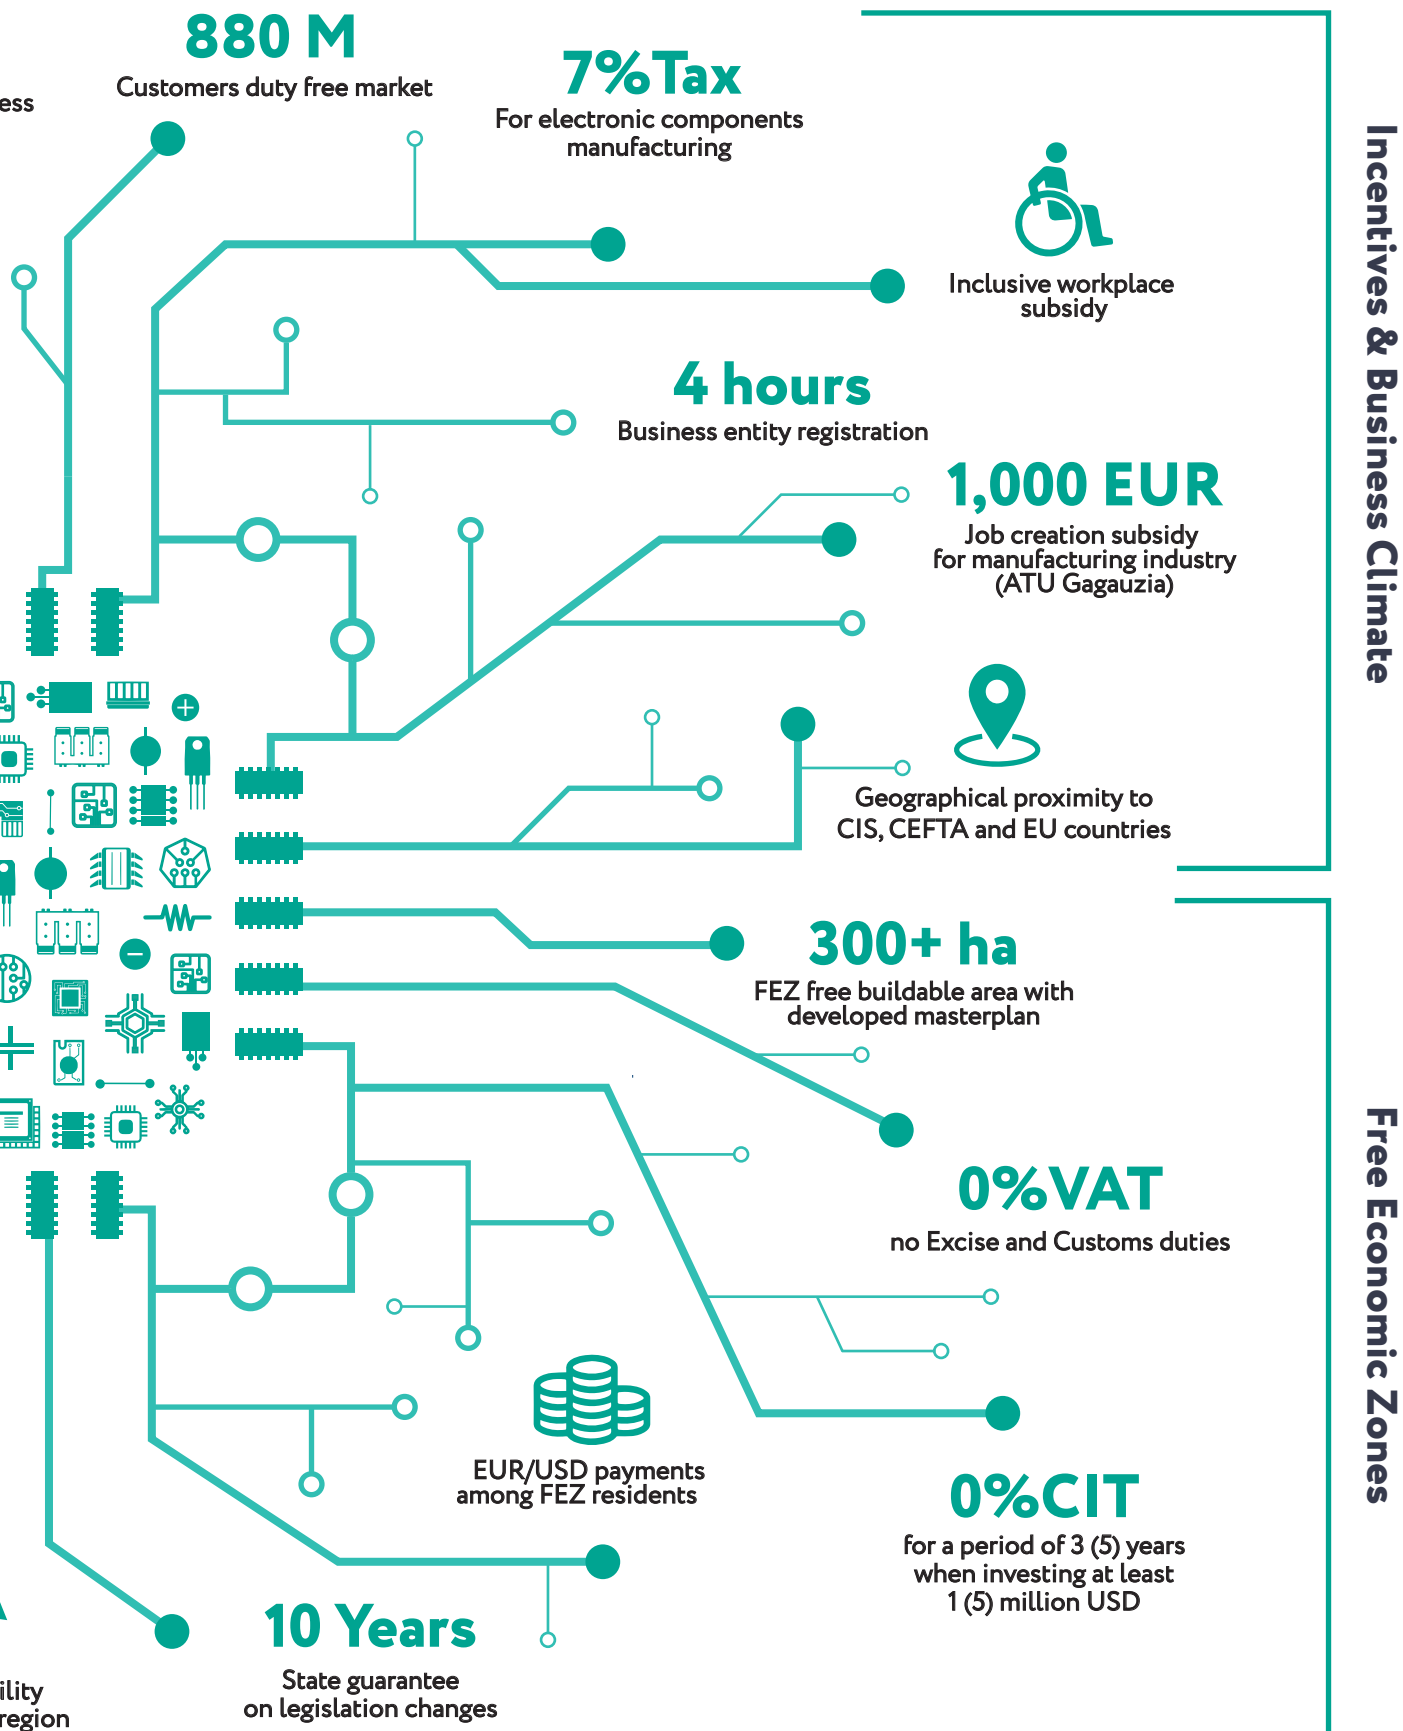 880 M
Customers duty free market
ess
7%Tax
For electronic components
manufacturing
Inclusive workplace
subsidy
4 hours
Business entity registration
1,000 EUR
Job creation subsidy
for manufacturing industry
(ATU Gagauzia)
Geographical proximity to
CIS, CEFTA and EU countries
Incentives & Business Climate
300+ ha
FEZ free buildable area with
developed masterplan
0%VAT
no Excise and Customs duties
EUR/USD payments
among FEZ residents
0%CIT
for a period of 3 (5) years
when investing at least
1 (5) million USD
10 Years
State guarantee
on legislation changes
ility
region
Free Economic Zones